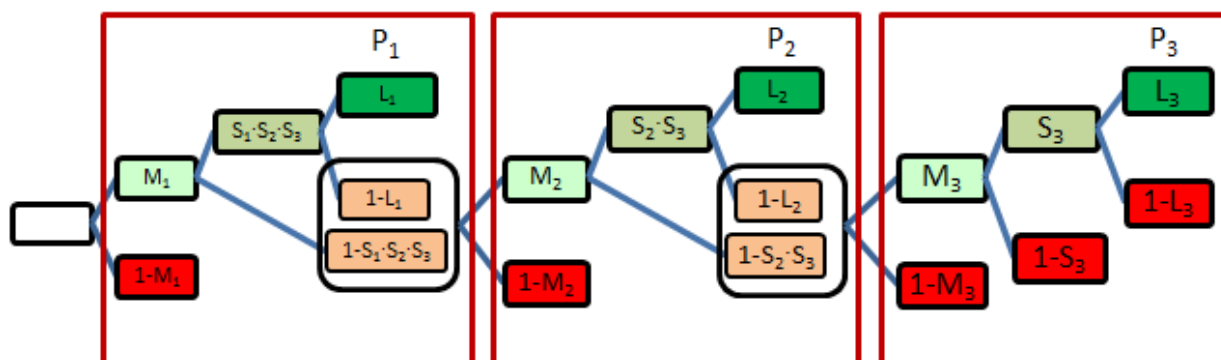 P₁
L₁
S₁·S₂·S₃
M₁
1-L₁
1-S₁·S₂·S₃
1-M₁
P₂
L₂
S₂·S₃
M₂
1-L₂
1-S₂·S₃
1-M₂
P₃
L₃
S₃
M₃
1-L₃
1-S₃
1-M₃